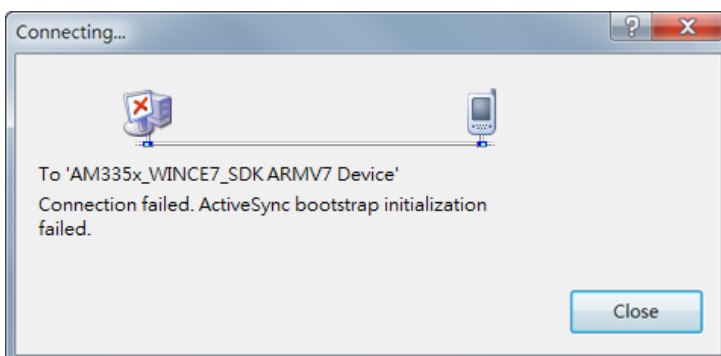 Connecting...
To 'AM335x_WINCE7_SDK ARMV7 Device'
Connection failed. ActiveSync bootstrap initialization
failed.
Close